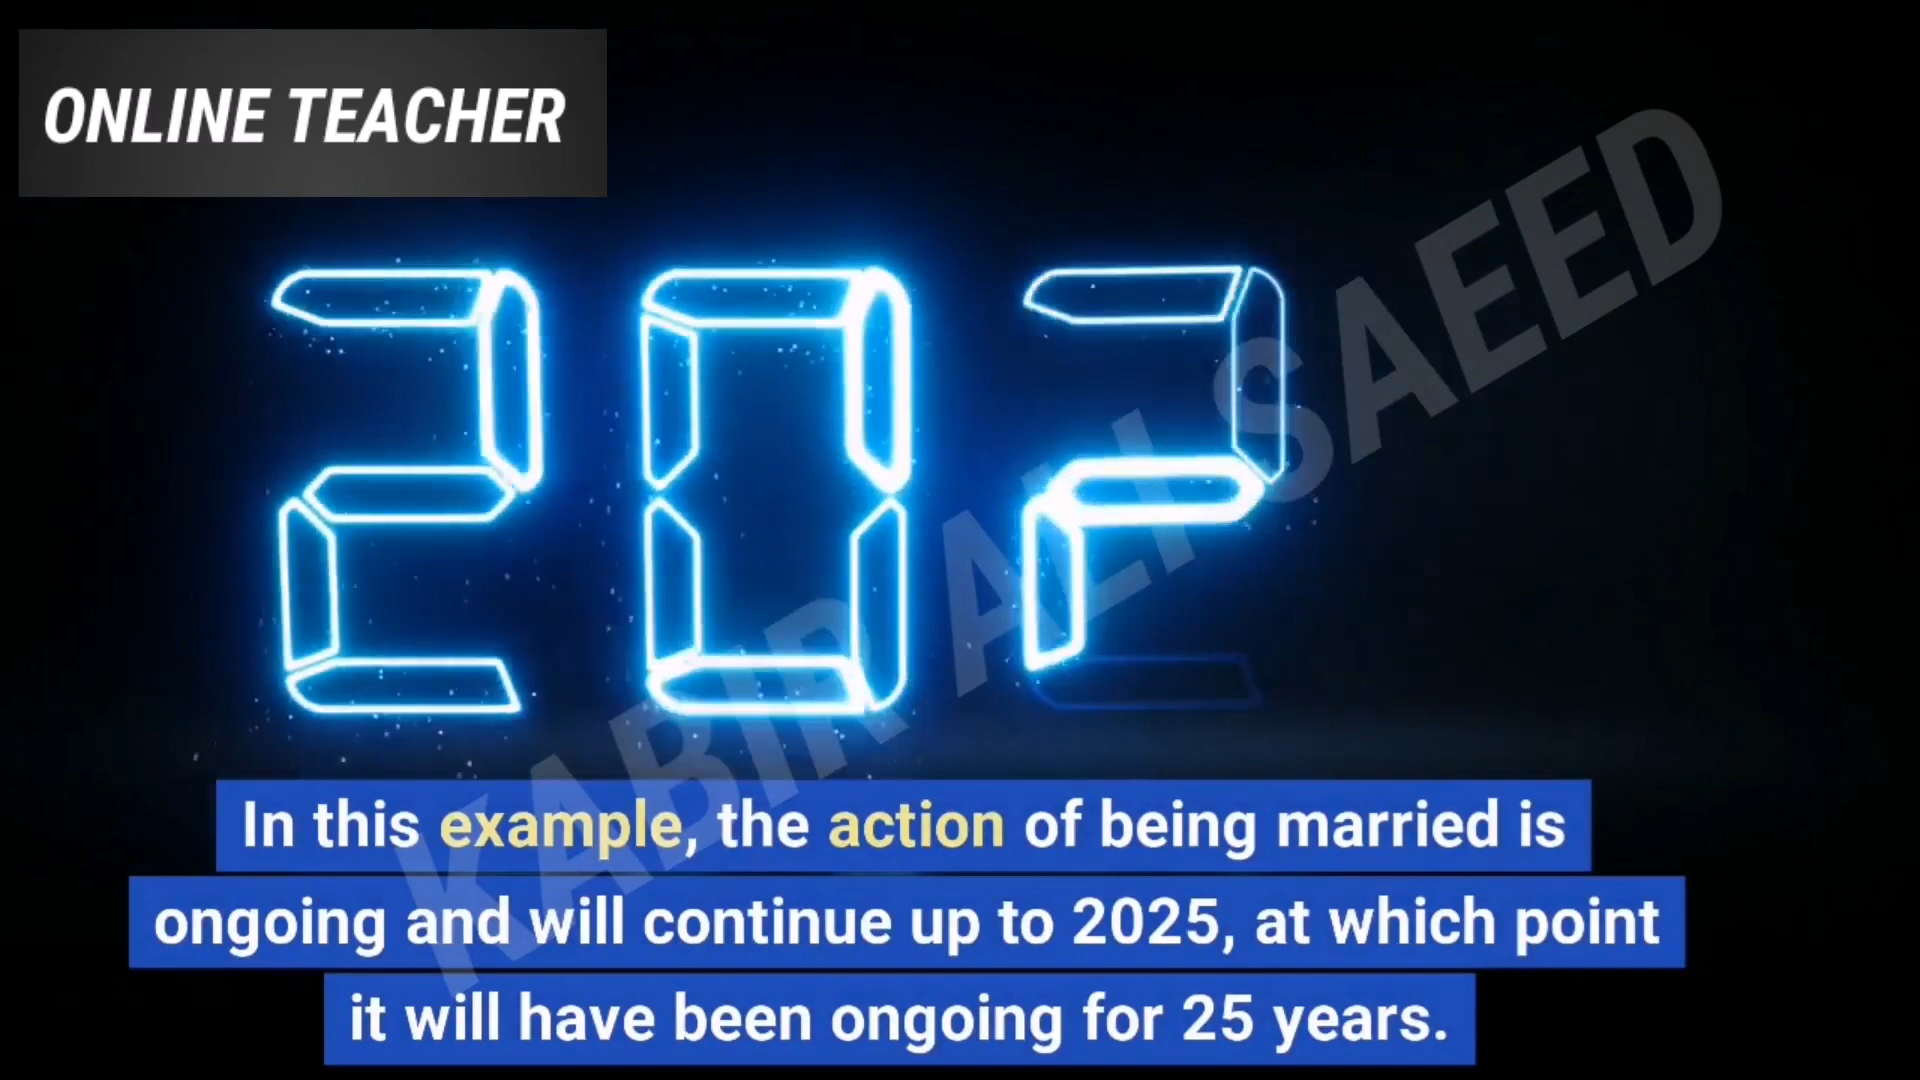 ONLINE TEACHER
202
KABIR ALI SAEED
In this example, the action of being married is
ongoing and will continue up to 2025, at which point
it will have been ongoing for 25 years.